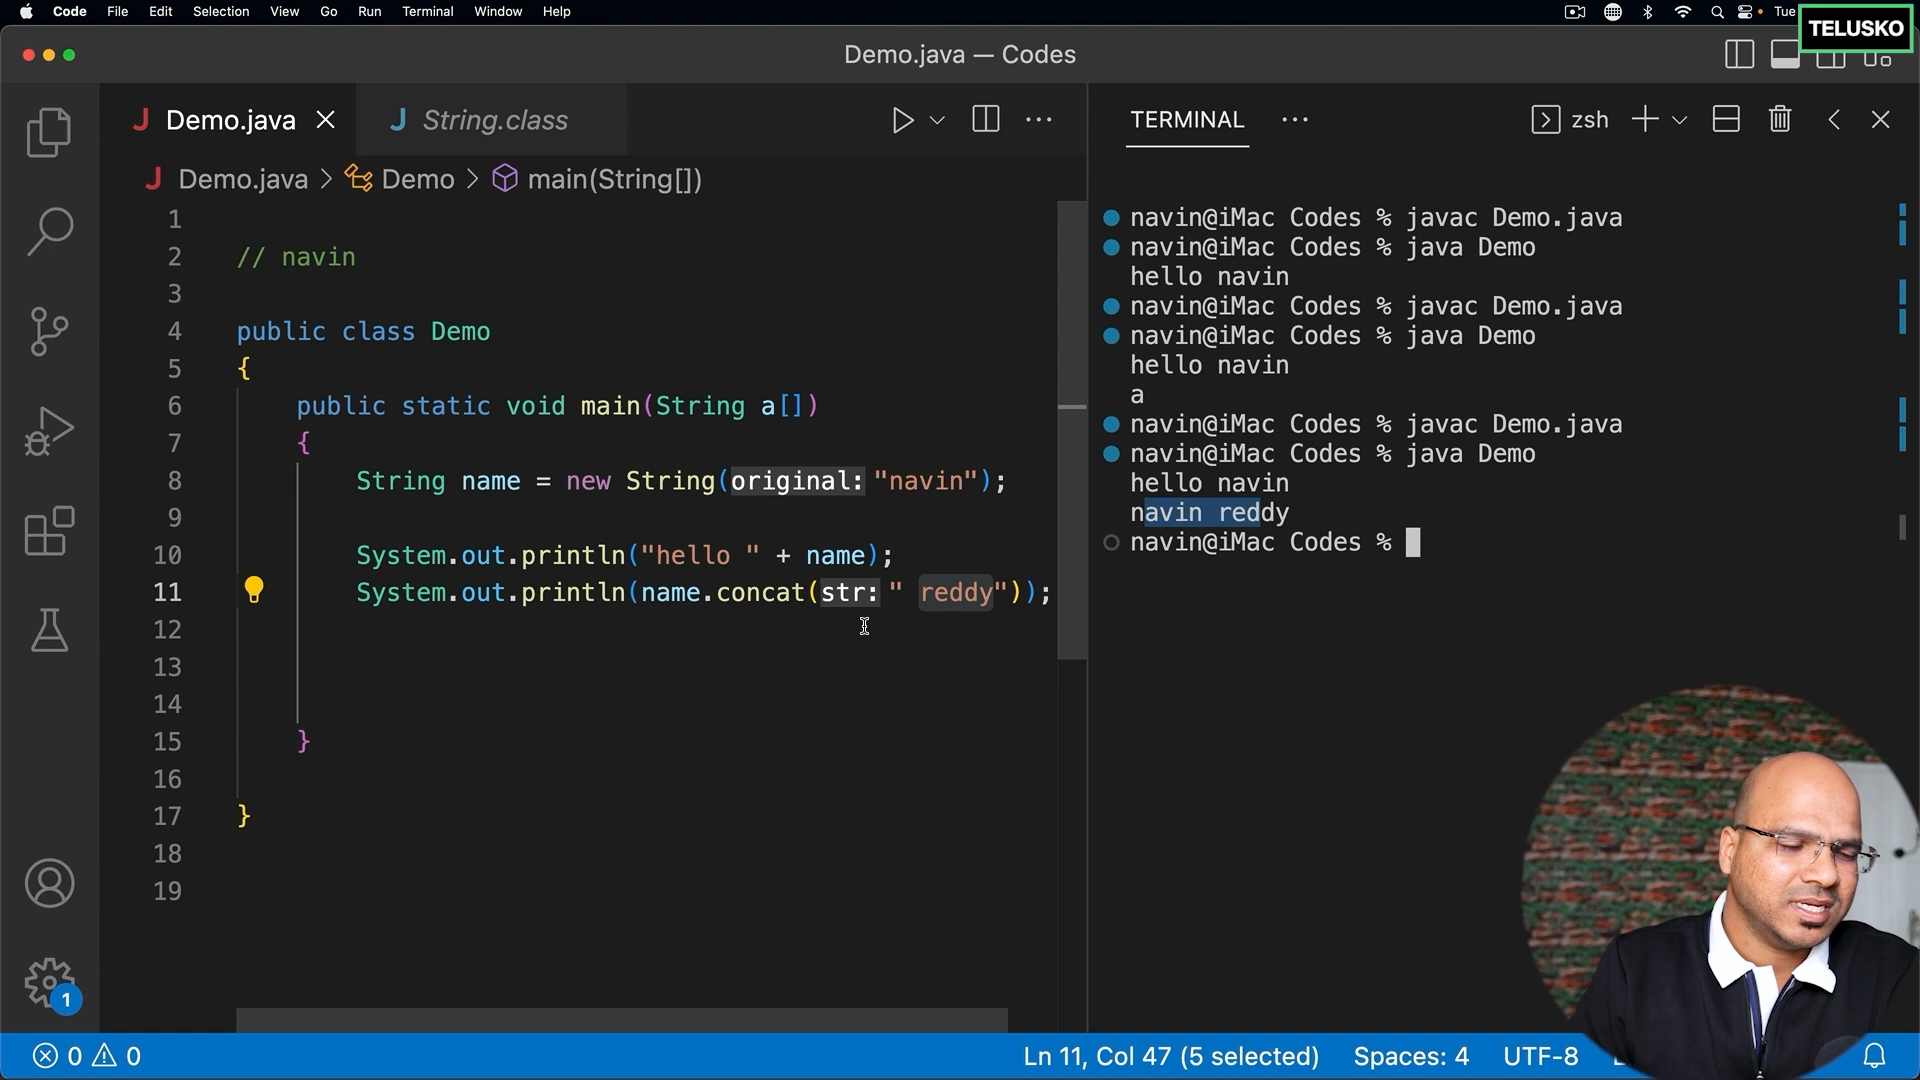 Code File Edit Selection View Go Run Terminal Window Help Tue
TELUSKO
Demo.java — Codes
Demo.java String.class
Demo.java > Demo > main(String[])
1
2 // navin
3
4 public class Demo
5 {
6 public static void main(String a[])
7 {
8 String name = new String(original: "navin");
9
10 System.out.println("hello " + name);
11 System.out.println(name.concat(str: " reddy"));
12
13
14
15 }
16
17 }
18
19
TERMINAL zsh
navin@iMac Codes % javac Demo.java
navin@iMac Codes % java Demo
hello navin
navin@iMac Codes % javac Demo.java
navin@iMac Codes % java Demo
hello navin
a
navin@iMac Codes % javac Demo.java
navin@iMac Codes % java Demo
hello navin
navin reddy
navin@iMac Codes %
1
0 0 Ln 11, Col 47 (5 selected) Spaces: 4 UTF-8